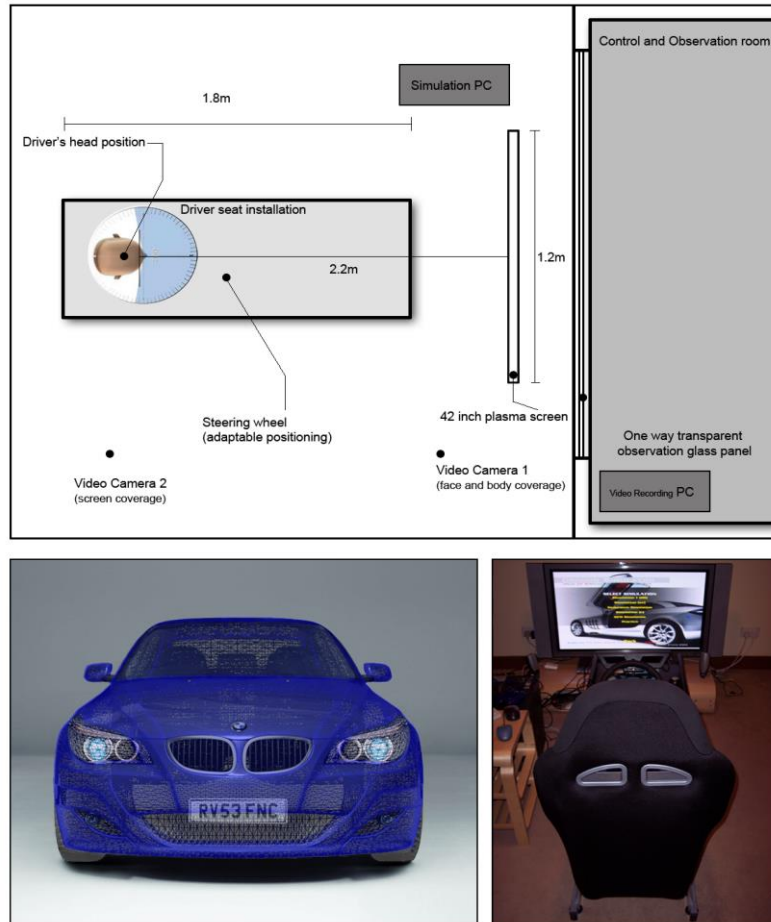 Control and Observation room
Simulation PC
1.8m
Driver's head position
Driver seat installation
2.2m
1.2m
Steering wheel
(adaptable positioning)
42 inch plasma screen
One way transparent
observation glass panel
Video Camera 2
(screen coverage)
Video Camera 1
(face and body coverage)
Video Recording PC
RV53 FNC
SELECT SIMULATION